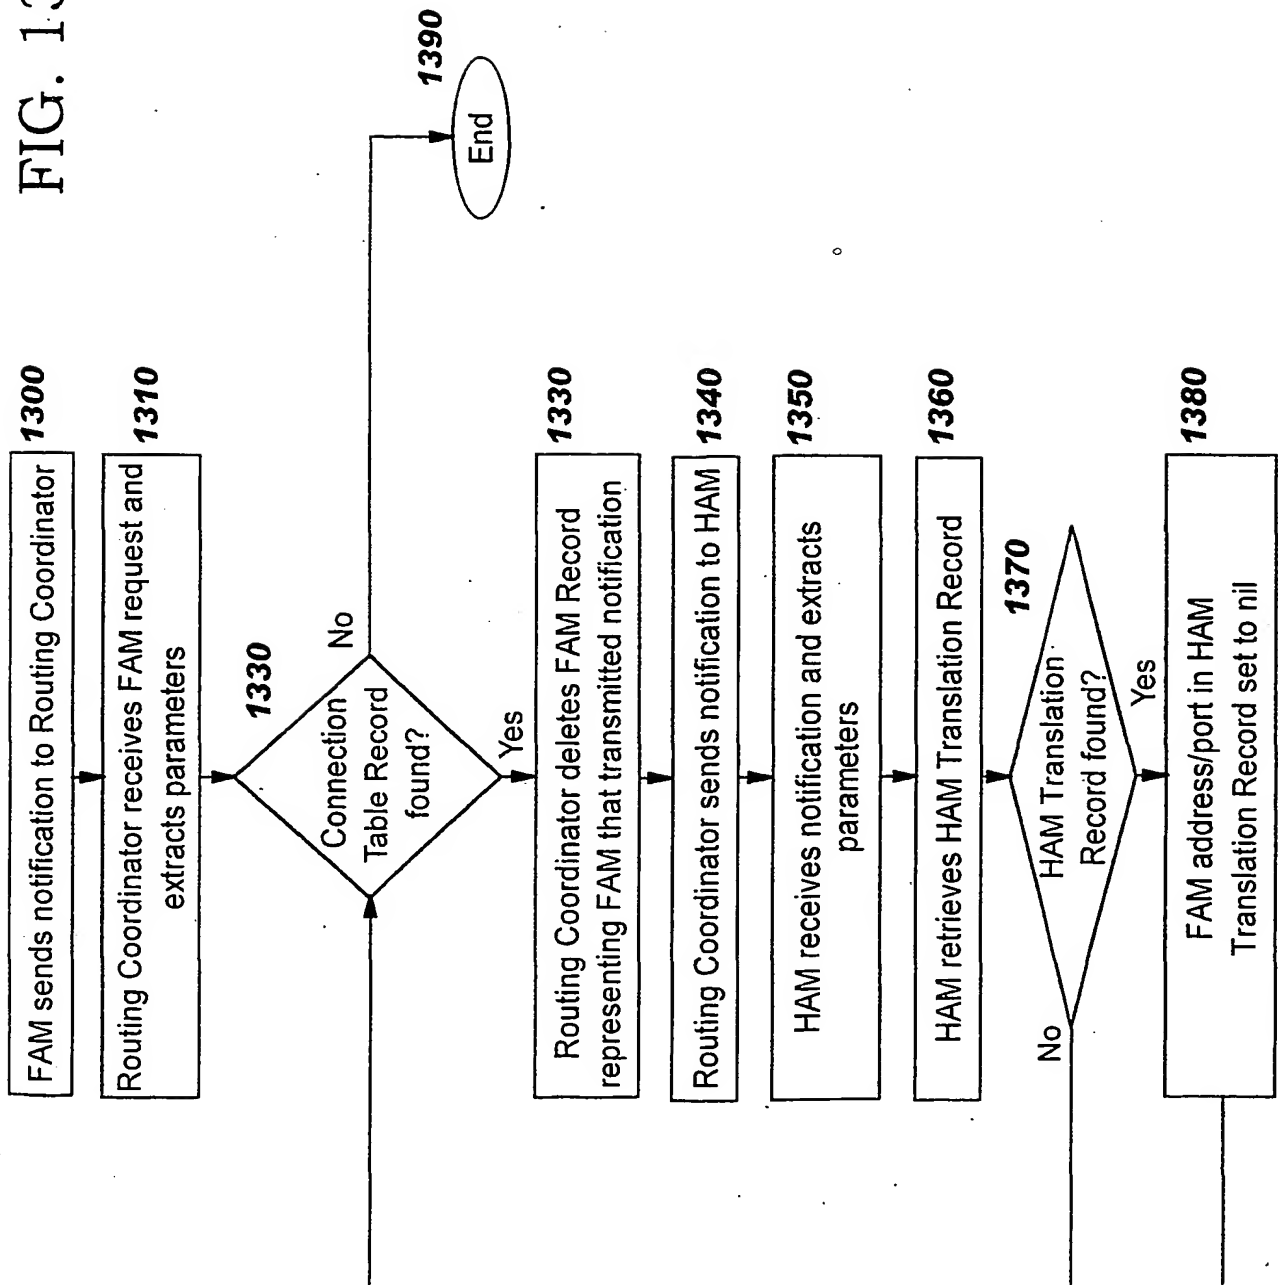 FIG. 13
1300
FAM sends notification to Routing Coordinator
1310
Routing Coordinator receives FAM request and
extracts parameters
1330
Connection
Table Record
found?
No
1390
End
Yes
1330
Routing Coordinator deletes FAM Record
representing FAM that transmitted notification
1340
Routing Coordinator sends notification to HAM
1350
HAM receives notification and extracts
parameters
1360
HAM retrieves HAM Translation Record
1370
HAM Translation
Record found?
No
Yes
1380
FAM address/port in HAM
Translation Record set to nil